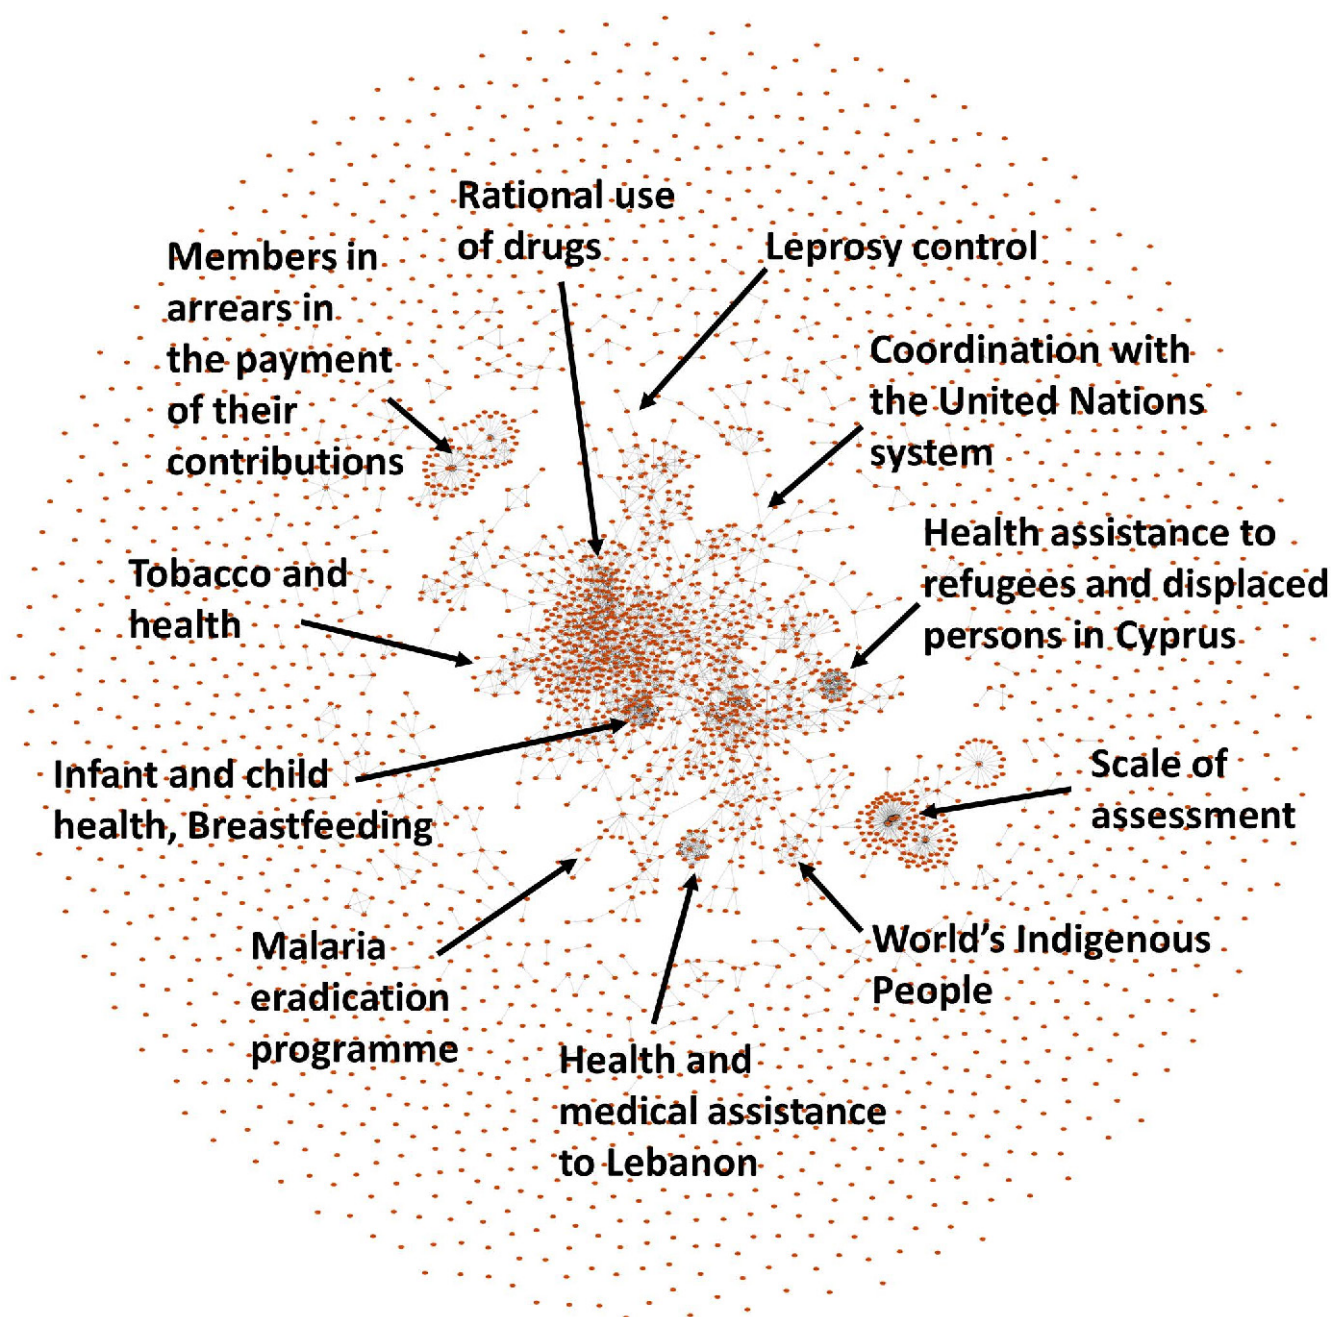 Rational use
of drugs
Leprosy control
Members in
arrears in
the payment
of their
contributions
Coordination with
the United Nations
system
Health assistance to
refugees and displaced
persons in Cyprus
Tobacco and
health
Infant and child
health, Breastfeeding
Scale of
assessment
Malaria
eradication
programme
World's Indigenous
People
Health and
medical assistance
to Lebanon